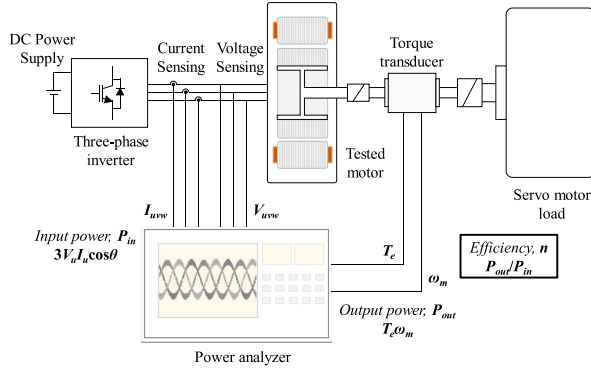 DC Power
Supply
Current
Sensing
Voltage
Sensing
Torque
transducer
Three-phase
inverter
Tested
motor
Servo motor
load
I_uvw
V_uvw
Input power, P_in
3V_uI_ucosθ
T_e
ω_m
Efficiency, n
P_out/P_in
Output power, P_out
T_eω_m
Power analyzer